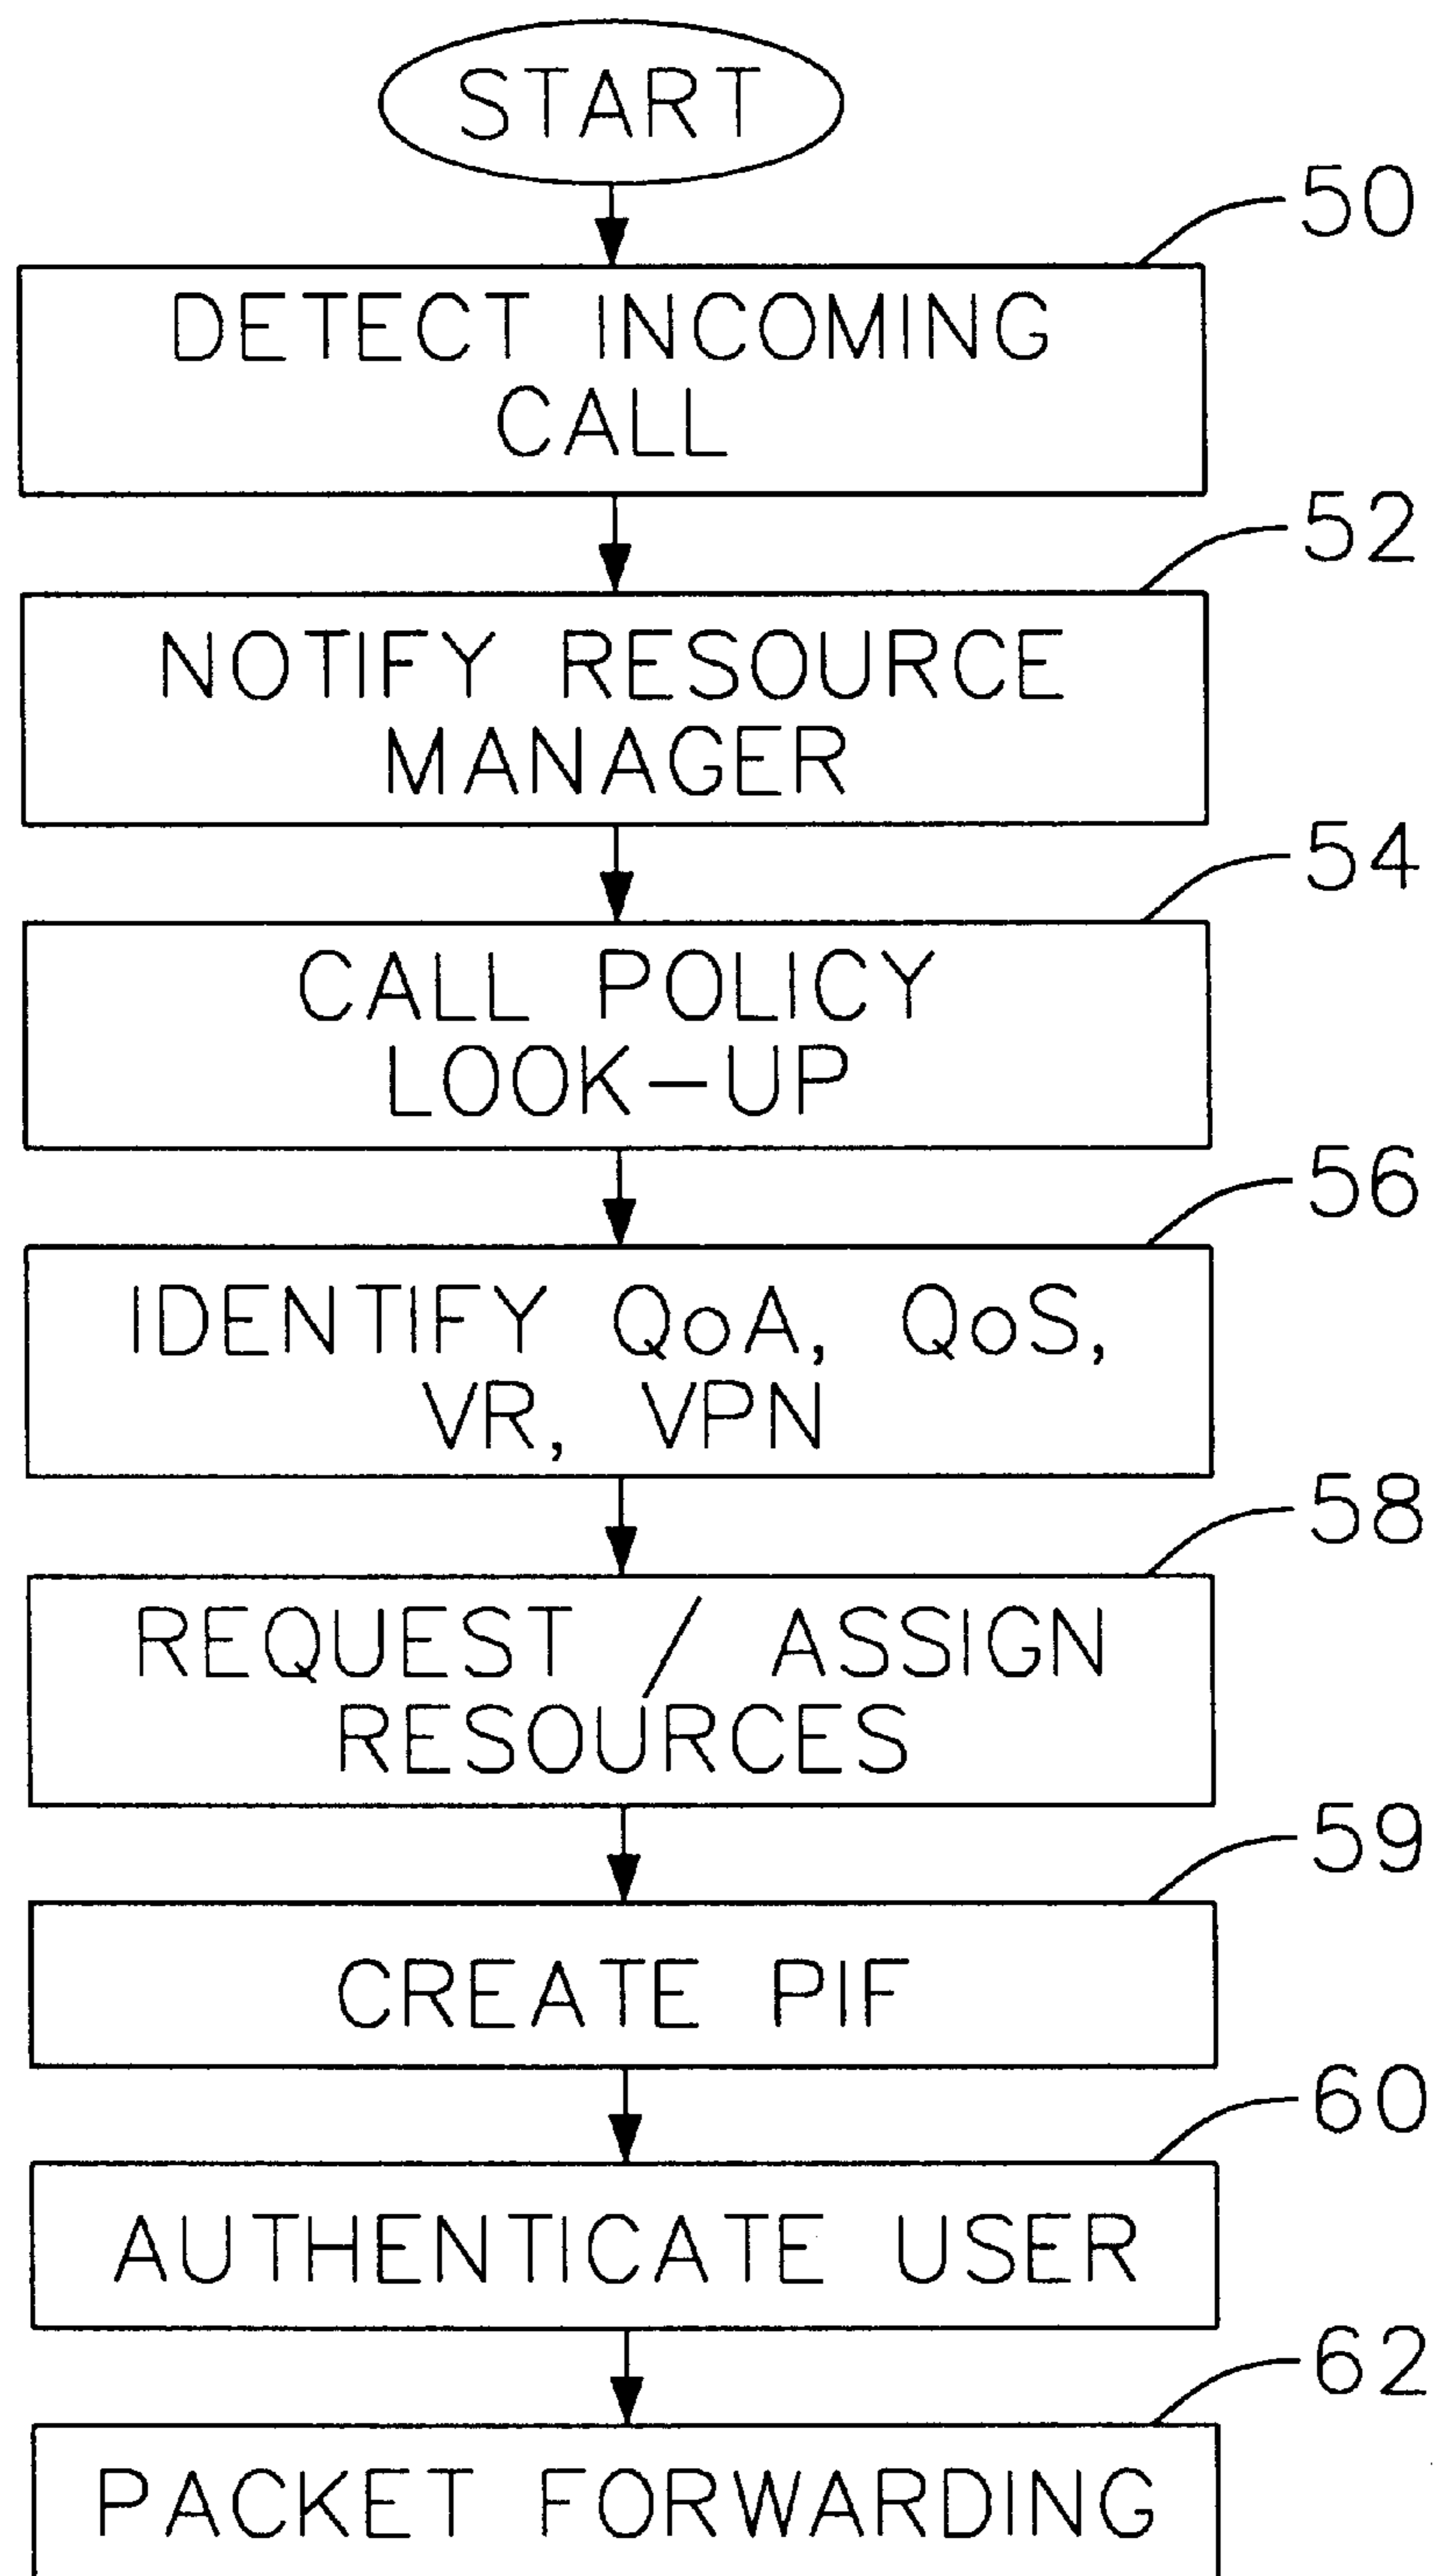 START
50
DETECT INCOMING
CALL
52
NOTIFY RESOURCE
MANAGER
54
CALL POLICY
LOOK-UP
56
IDENTIFY QoA, QoS,
VR, VPN
58
REQUEST / ASSIGN
RESOURCES
59
CREATE PIF
60
AUTHENTICATE USER
62
PACKET FORWARDING